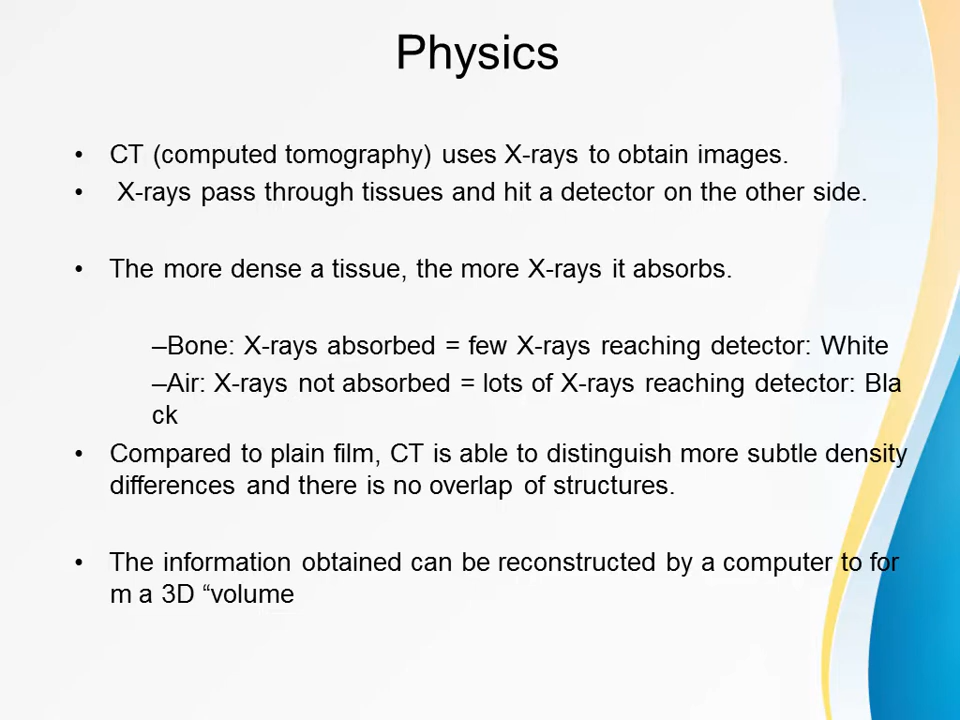 Physics
• CT (computed tomography) uses X-rays to obtain images.
• X-rays pass through tissues and hit a detector on the other side.
• The more dense a tissue, the more X-rays it absorbs.
–Bone: X-rays absorbed = few X-rays reaching detector: White
–Air: X-rays not absorbed = lots of X-rays reaching detector: Bla
ck
• Compared to plain film, CT is able to distinguish more subtle density
differences and there is no overlap of structures.
• The information obtained can be reconstructed by a computer to for
m a 3D “volume